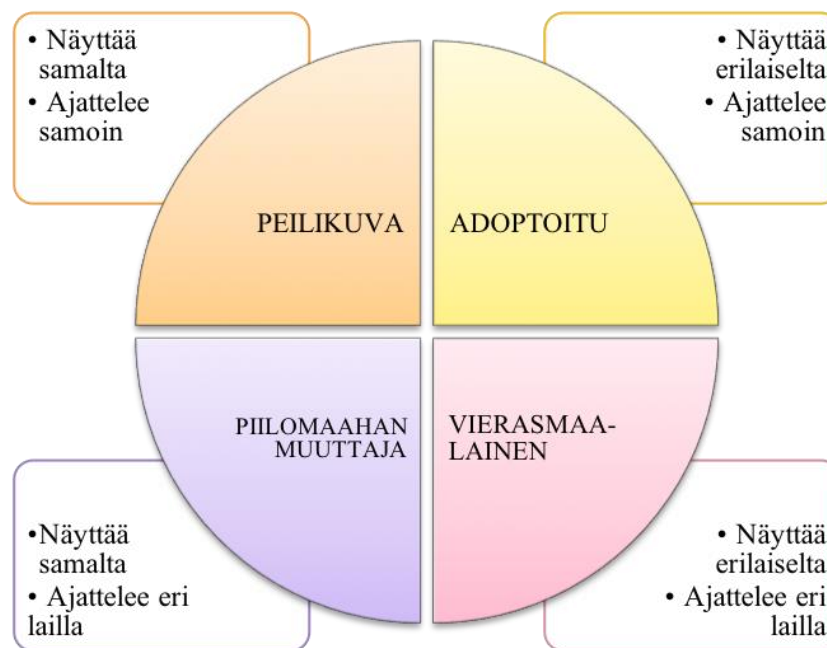 • Näyttää
samalta
• Ajattelee
samoin
• Näyttää
erilaiselta
• Ajattelee
samoin
PEILIKUVA
ADOPTOITU
PIILOMAAHAN
MUUTTAJA
VIERASMAA-
LAINEN
•Näyttää
samalta
• Ajattelee eri
lailla
• Näyttää
erilaiselta
• Ajattelee eri
lailla